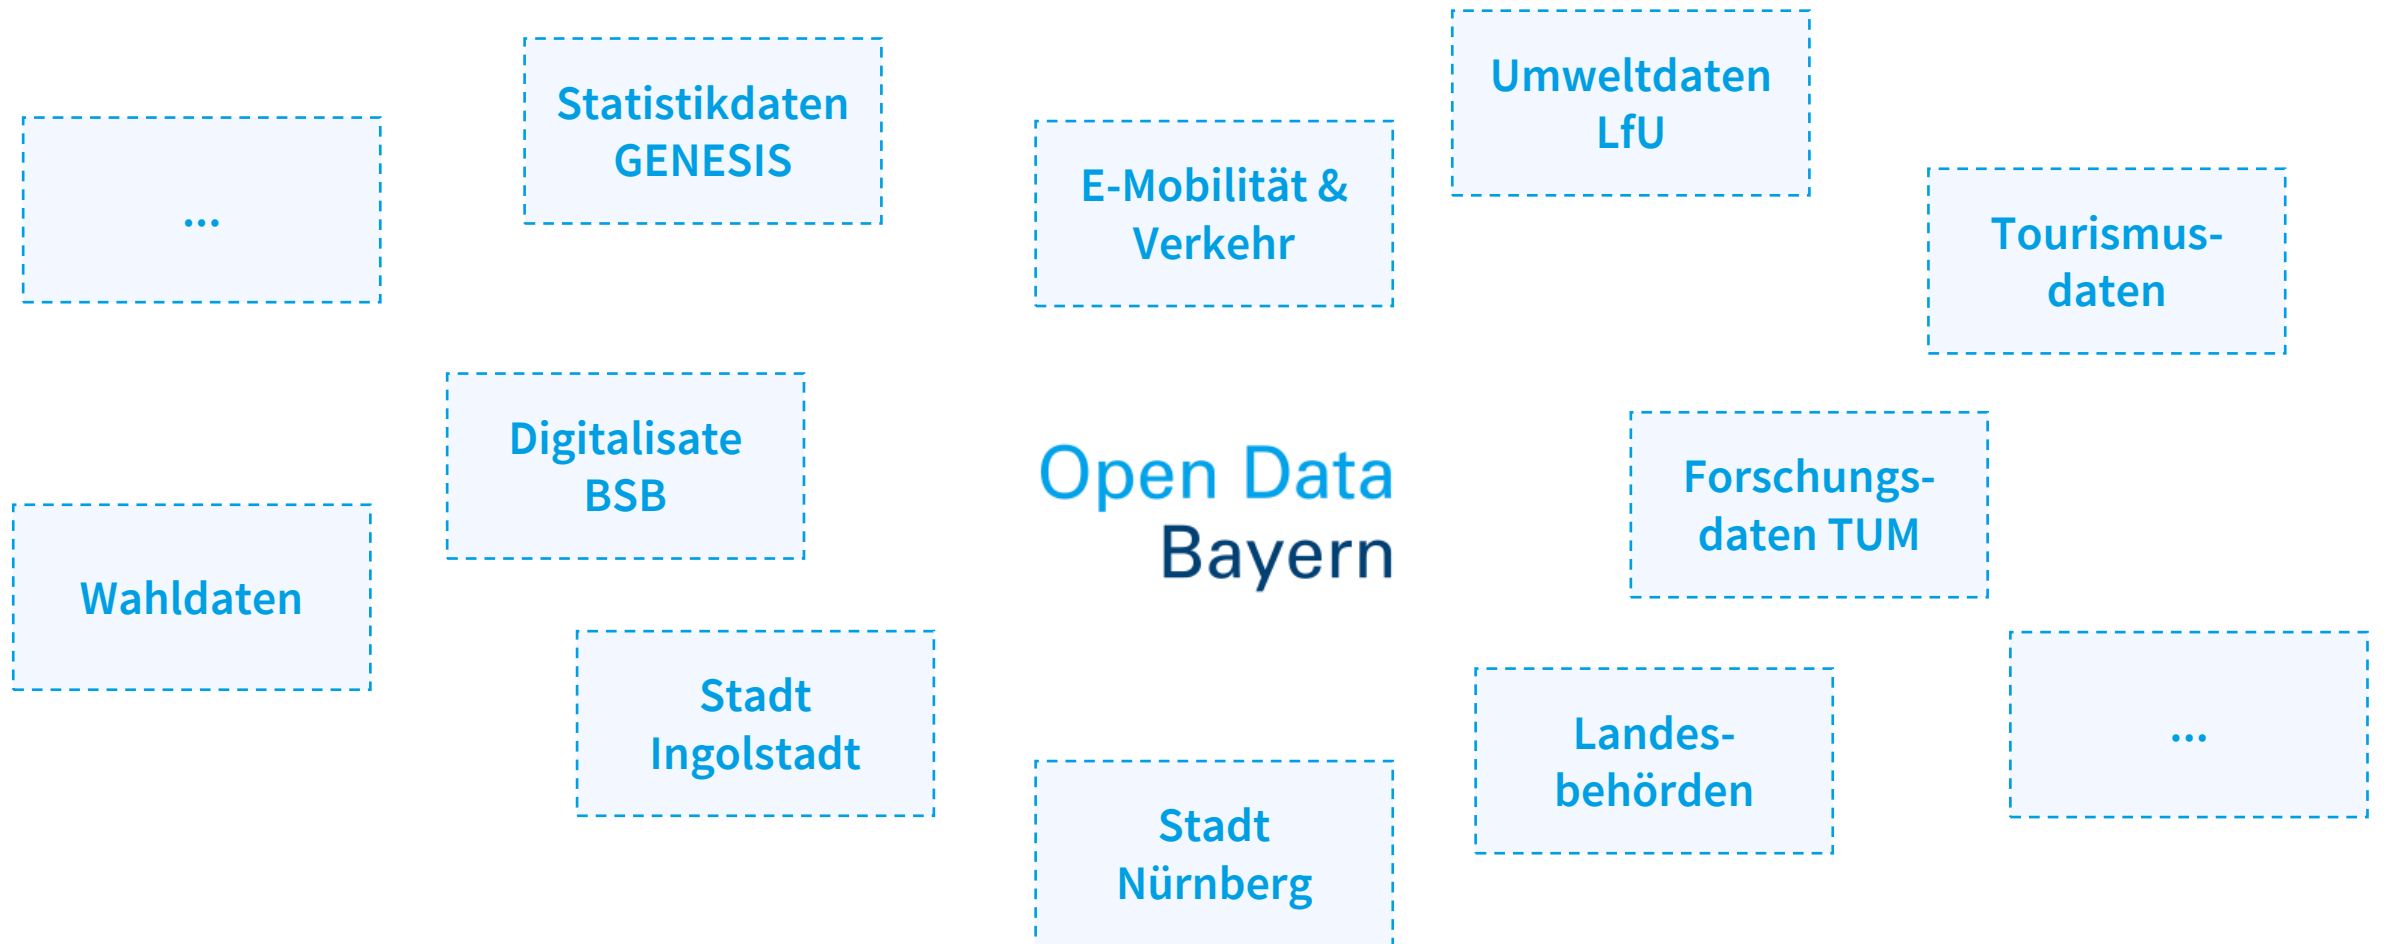 Statistikdaten
GENESIS
Umweltdaten
LfU
...
E-Mobilität &
Verkehr
Tourismus-
daten
Digitalisate
BSB
Open Data
Bayern
Forschungs-
daten TUM
Wahldaten
Stadt
Ingolstadt
Landes-
behörden
...
Stadt
Nürnberg